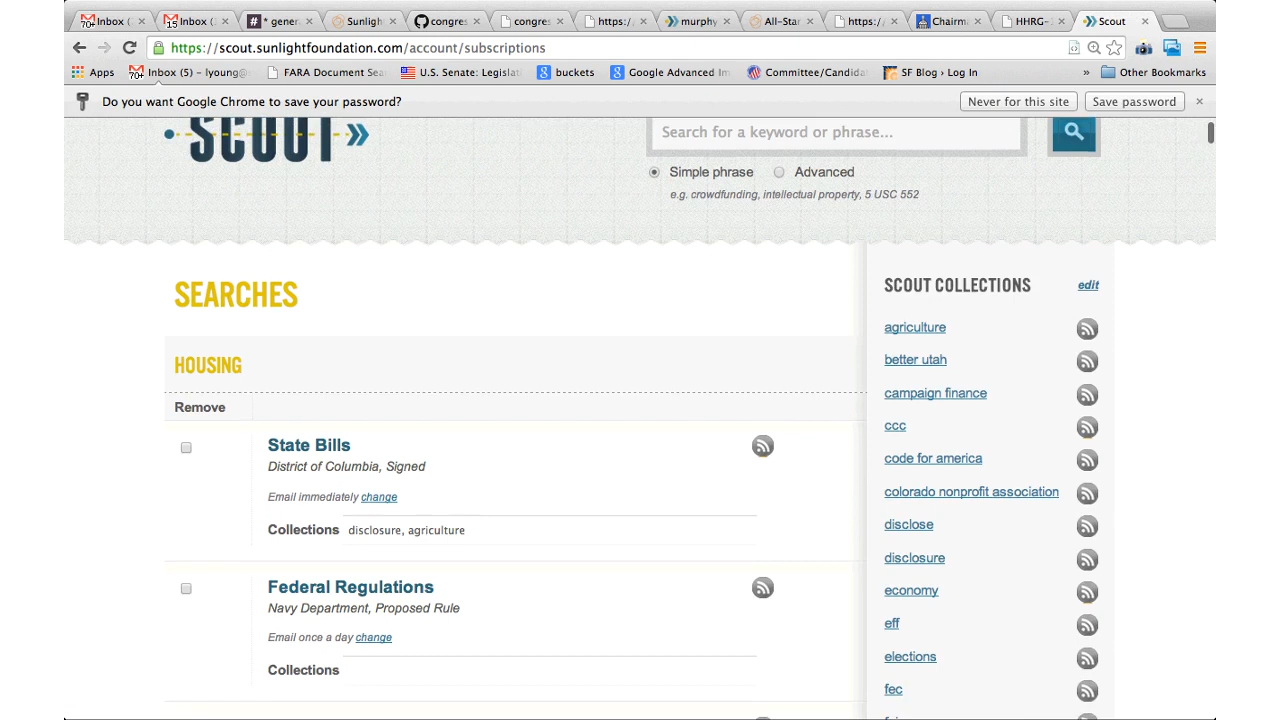 Inbox (
Inbox (
# * gener
Sunligh
congres
congres
https:/
murphy
All-Star
https:/
Chairm
HHRG-
Scout
https://scout.sunlightfoundation.com/account/subscriptions
Apps
Inbox (5) – lyoung@
FARA Document Sea
U.S. Senate: Legislat
buckets
Google Advanced Im
Committee/Candida
SF Blog › Log In
»
Other Bookmarks
Do you want Google Chrome to save your password?
Never for this site
Save password
SCOUT
Search for a keyword or phrase...
Simple phrase
Advanced
e.g. crowdfunding, intellectual property, 5 USC 552
SEARCHES
HOUSING
Remove
State Bills
District of Columbia, Signed
Email immediately change
Collections disclosure, agriculture
Federal Regulations
Navy Department, Proposed Rule
Email once a day change
Collections
SCOUT COLLECTIONS
edit
agriculture
better utah
campaign finance
ccc
code for america
colorado nonprofit association
disclose
disclosure
economy
eff
elections
fec